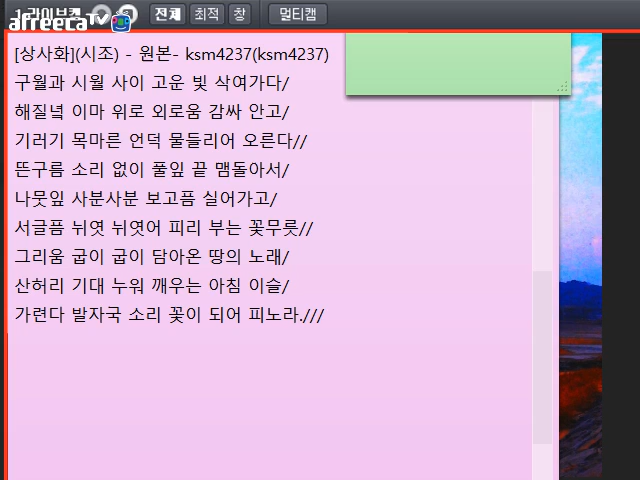 1.라이브캠 전체 최적 창 멀티캠
afreecaTV
[상사화](시조) - 원본- ksm4237(ksm4237)
구월과 시월 사이 고운 빛 삭여가다/
해질녘 이마 위로 외로움 감싸 안고/
기러기 목마른 언덕 물들리어 오른다//
뜬구름 소리 없이 풀잎 끝 맴돌아서/
나뭇잎 사분사분 보고픔 실어가고/
서글픔 뉘엿 뉘엿어 피리 부는 꽃무릇//
그리움 굽이 굽이 담아온 땅의 노래/
산허리 기대 누워 깨우는 아침 이슬/
가련다 발자국 소리 꽃이 되어 피노라.///